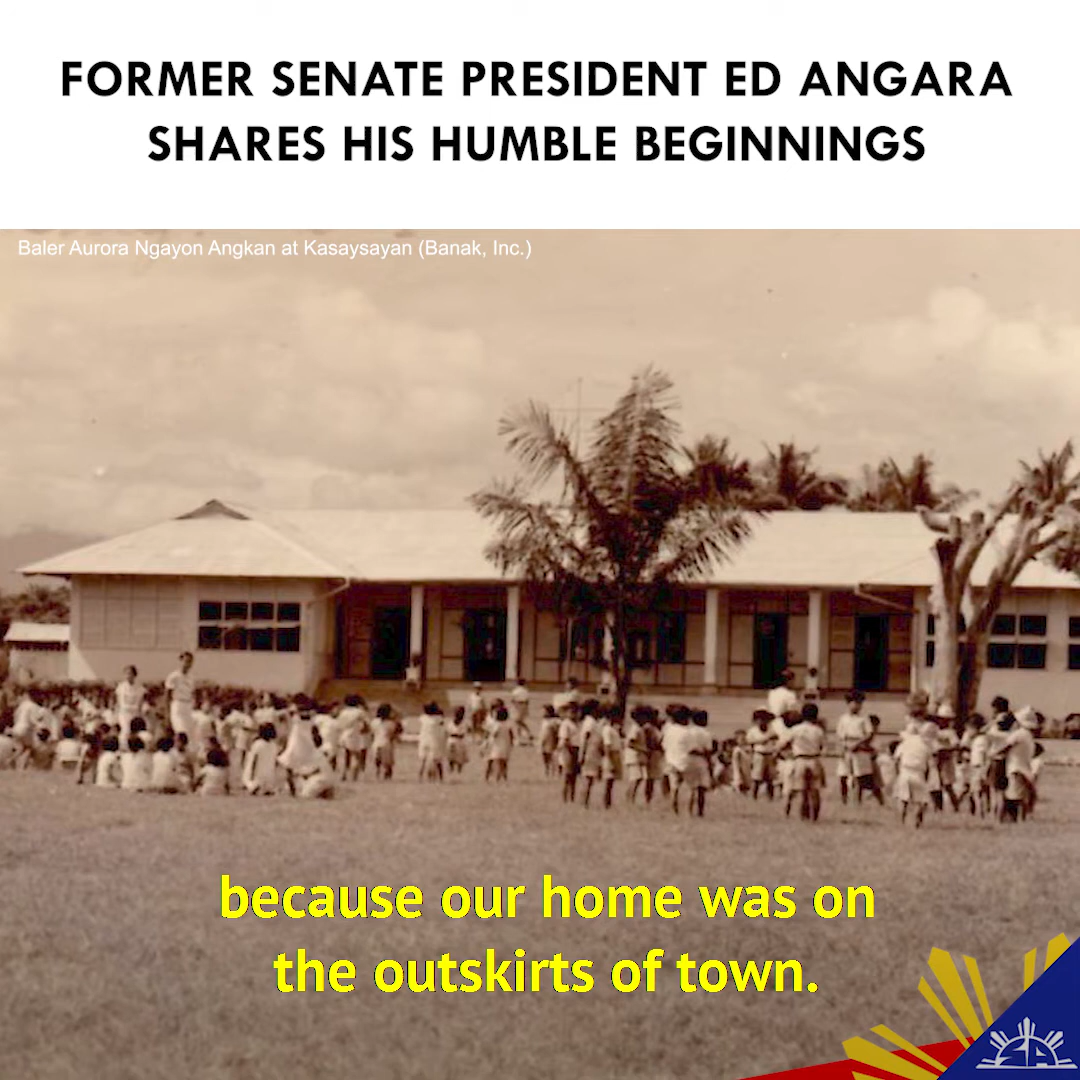 FORMER SENATE PRESIDENT ED ANGARA
SHARES HIS HUMBLE BEGINNINGS
Baler Aurora Ngayon Angkan at Kasaysayan (Banak, Inc.)
because our home was on
the outskirts of town.